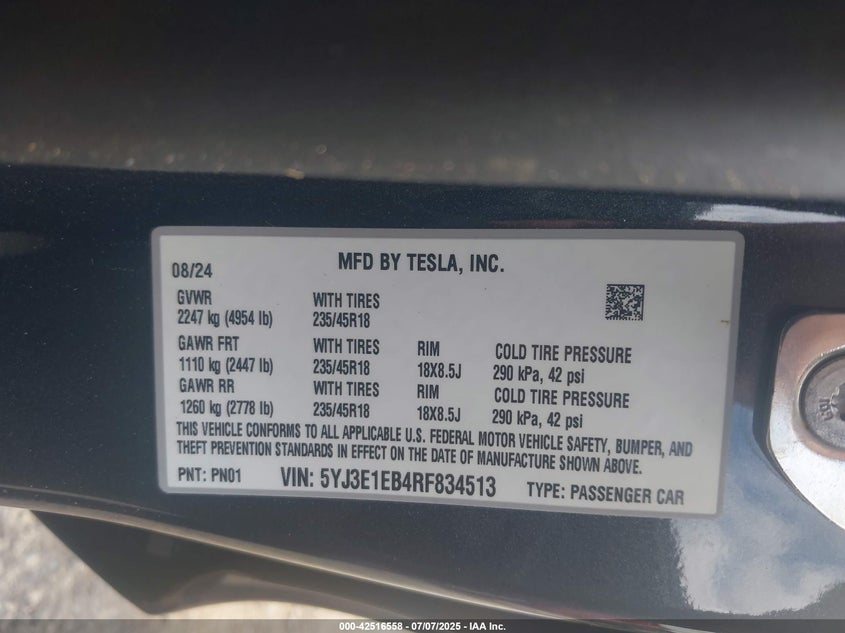 08/24
MFD BY TESLA, INC.
GVWR WITH TIRES
2247 kg (4954 lb) 235/45R18
GAWR FRT WITH TIRES RIM COLD TIRE PRESSURE
1110 kg (2447 lb) 235/45R18 18X8.5J 290 kPa, 42 psi
GAWR RR WITH TIRES RIM COLD TIRE PRESSURE
1260 kg (2778 lb) 235/45R18 18X8.5J 290 kPa, 42 psi
THIS VEHICLE CONFORMS TO ALL APPLICABLE U.S. FEDERAL MOTOR VEHICLE SAFETY, BUMPER, AND
THEFT PREVENTION STANDARDS IN EFFECT ON THE DATE OF MANUFACTURE SHOWN ABOVE.
PNT: PN01 VIN: 5YJ3E1EB4RF834513 TYPE: PASSENGER CAR
000-42516558 - 07/07/2025 - IAA Inc.